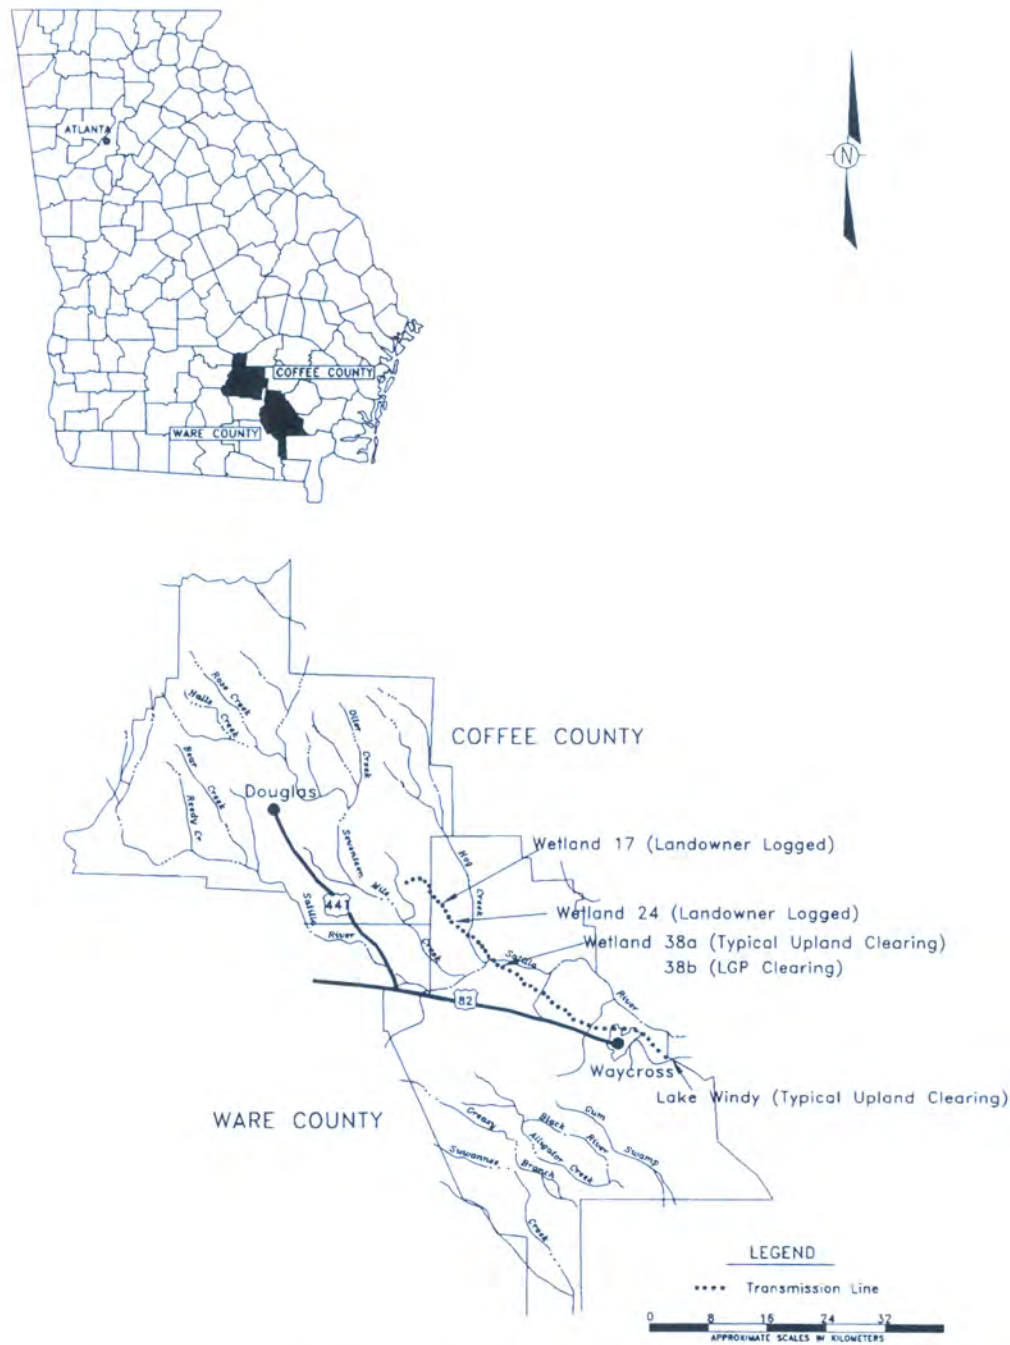 ATLANTA
N
COFFEE COUNTY
WARE COUNTY
Rose Creek
Hails Creek
Otter Creek
COFFEE COUNTY
Bear Creek
Douglas
Reedy Cr
Seventeen Mile Creek
Hog Creek
Wetland 17 (Landowner Logged)
441
Satilla River
Wetland 24 (Landowner Logged)
Wetland 38a (Typical Upland Clearing)
38b (LGP Clearing)
Satilla River
82
Waycross
Lake Windy (Typical Upland Clearing)
WARE COUNTY
Greasy Branch
Black River
Gum Swamp
Alligator Creek
Suwannee Creek
LEGEND
Transmission Line
0 8 16 24 32
APPROXIMATE SCALES IN KILOMETERS